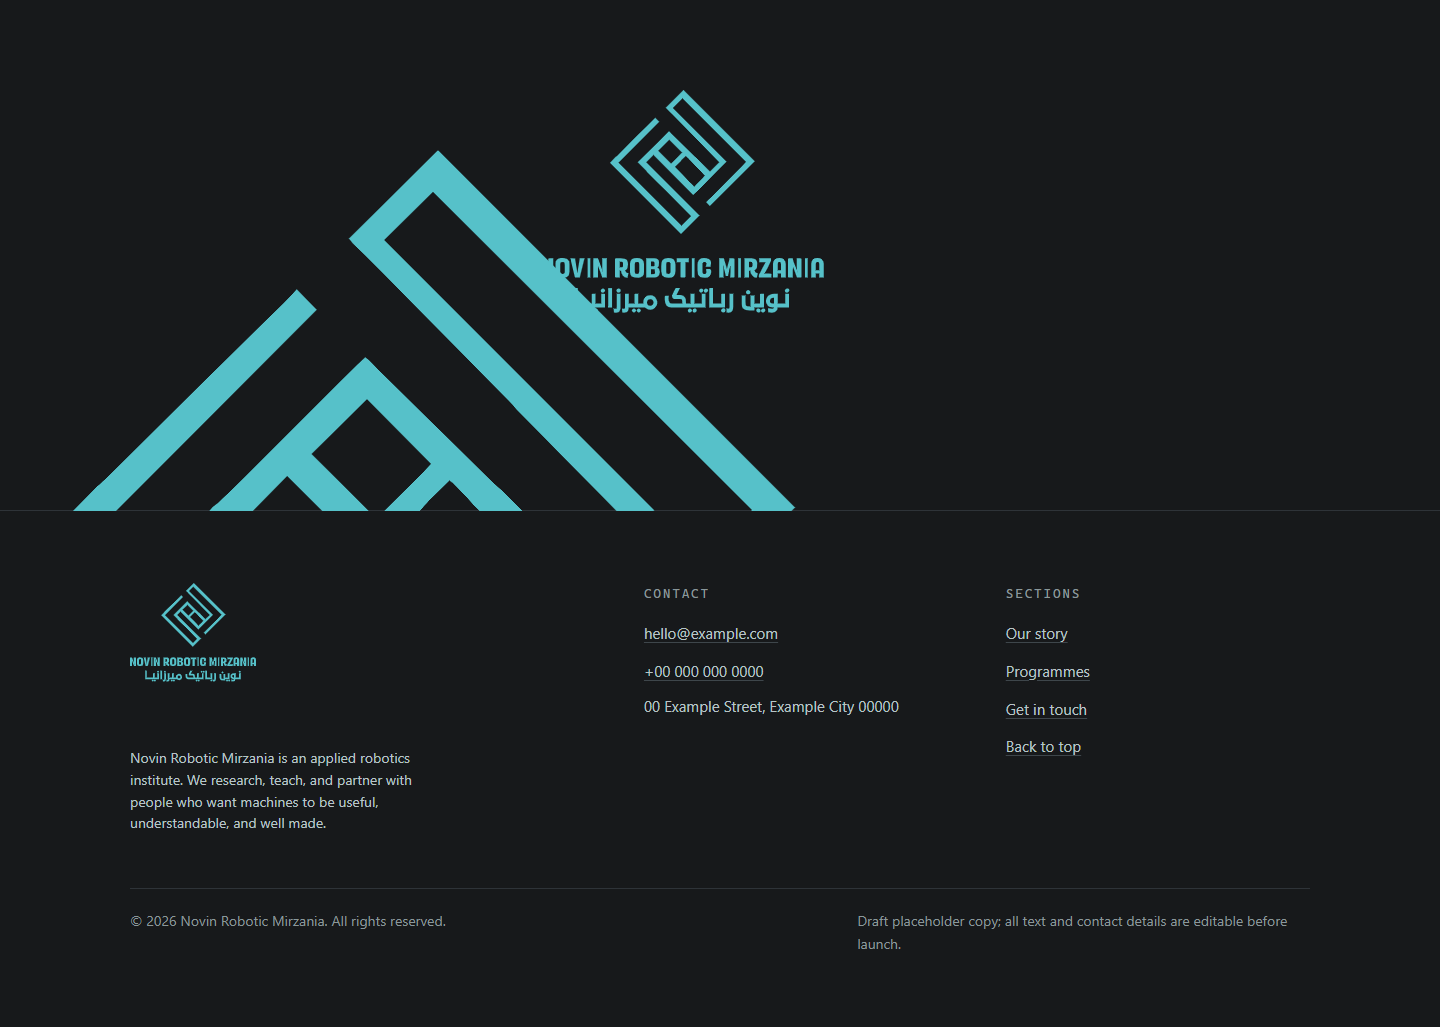 NOVIN ROBOTIC MIRZANIA
نوین رباتیک میرزانیا
NOVIN ROBOTIC MIRZANIA
نوین رباتیک میرزانیا
Novin Robotic Mirzania is an applied robotics
institute. We research, teach, and partner with
people who want machines to be useful,
understandable, and well made.
CONTACT
hello@example.com
+00 000 000 0000
00 Example Street, Example City 00000
SECTIONS
Our story
Programmes
Get in touch
Back to top
© 2026 Novin Robotic Mirzania. All rights reserved.
Draft placeholder copy; all text and contact details are editable before
launch.